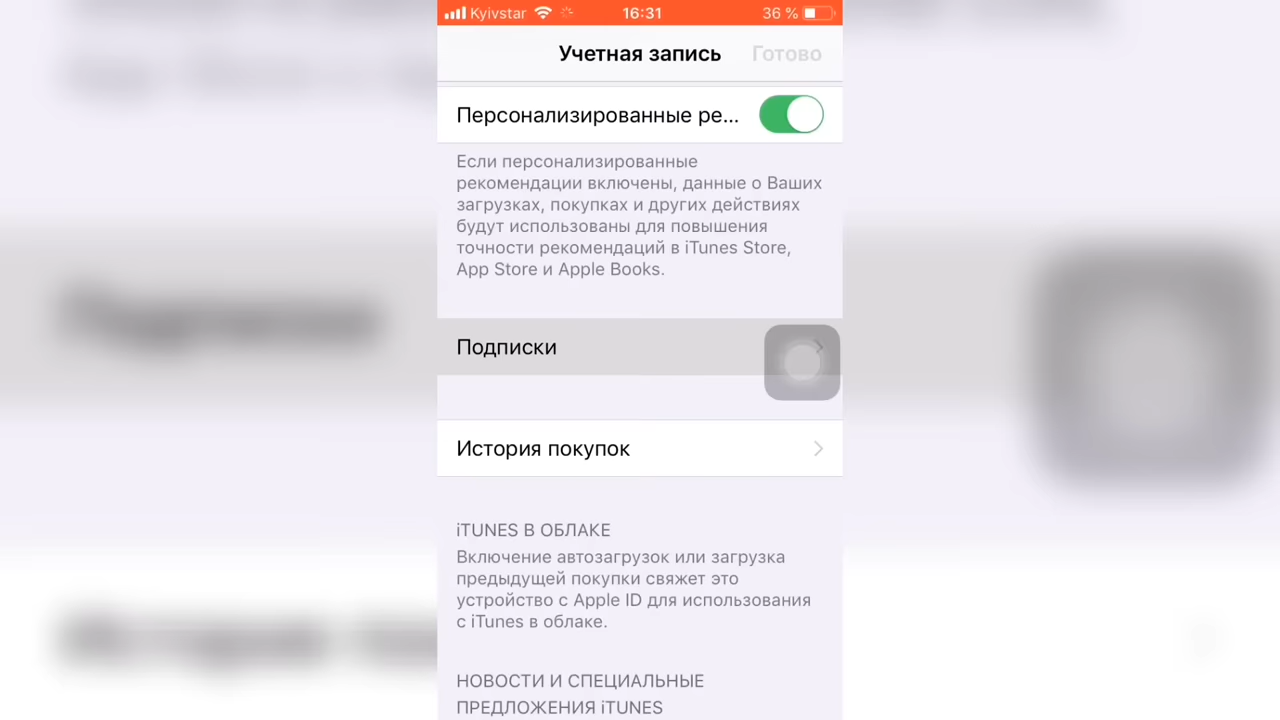 Kyivstar 16:31 36 %
Учетная запись Готово
Персонализированные ре...
Если персонализированные
рекомендации включены, данные о Ваших
загрузках, покупках и других действиях
будут использованы для повышения
точности рекомендаций в iTunes Store,
App Store и Apple Books.
Подписки
История покупок
iTUNES В ОБЛАКЕ
Включение автозагрузок или загрузка
предыдущей покупки свяжет это
устройство с Apple ID для использования
с iTunes в облаке.
НОВОСТИ И СПЕЦИАЛЬНЫЕ
ПРЕДЛОЖЕНИЯ iTUNES